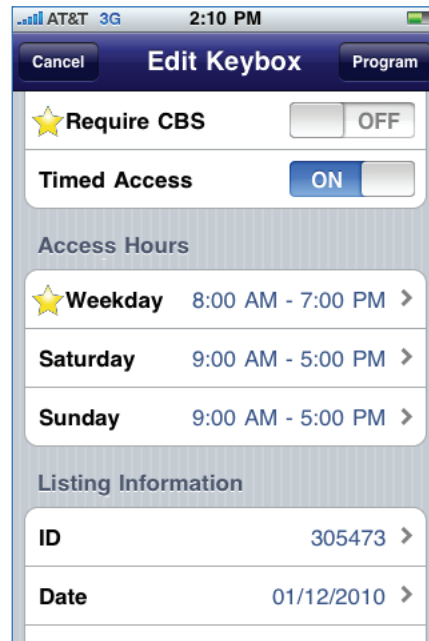 AT&T 3G 2:10 PM
Cancel Edit Keybox Program
Require CBS OFF
Timed Access ON
Access Hours
Weekday 8:00 AM - 7:00 PM
Saturday 9:00 AM - 5:00 PM
Sunday 9:00 AM - 5:00 PM
Listing Information
ID 305473
Date 01/12/2010